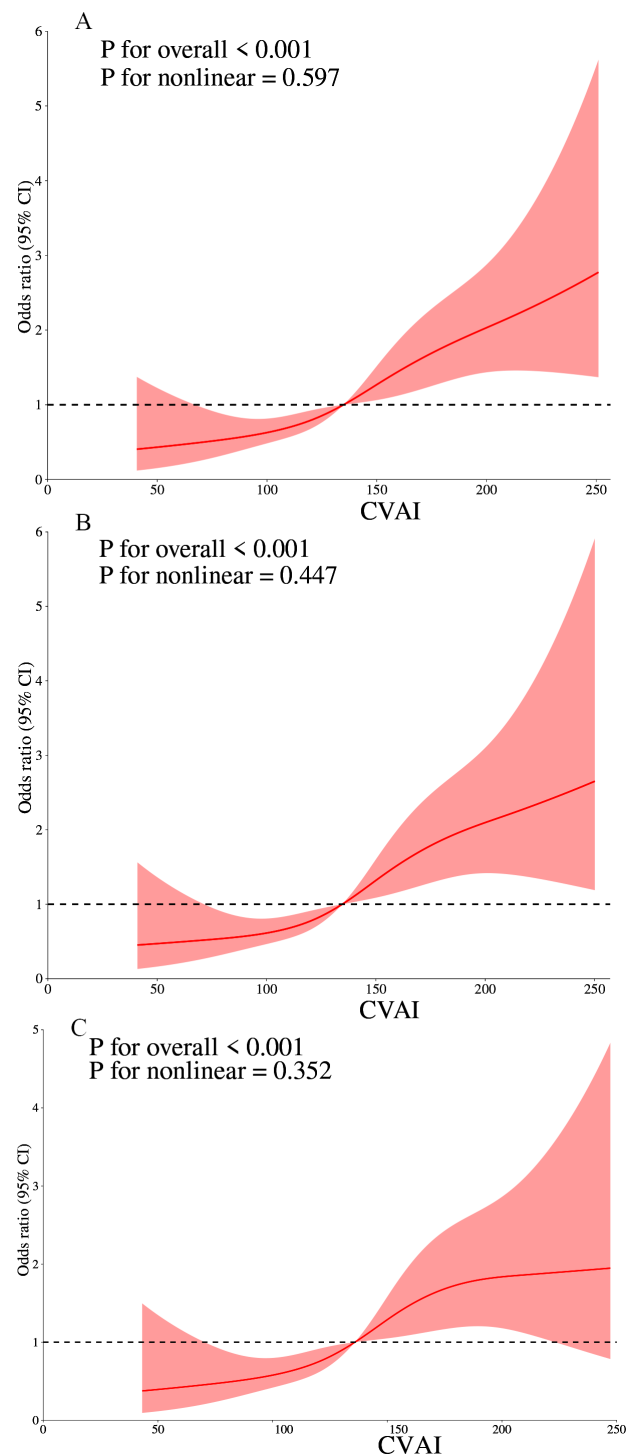 A
P for overall < 0.001
P for nonlinear = 0.597
Odds ratio (95% CI)
6
5
4
3
2
1
0
0 50 100 150 200 250
CVAI
B
P for overall < 0.001
P for nonlinear = 0.447
Odds ratio (95% CI)
6
5
4
3
2
1
0
0 50 100 150 200 250
CVAI
C
P for overall < 0.001
P for nonlinear = 0.352
Odds ratio (95% CI)
5
4
3
2
1
0
0 50 100 150 200 250
CVAI